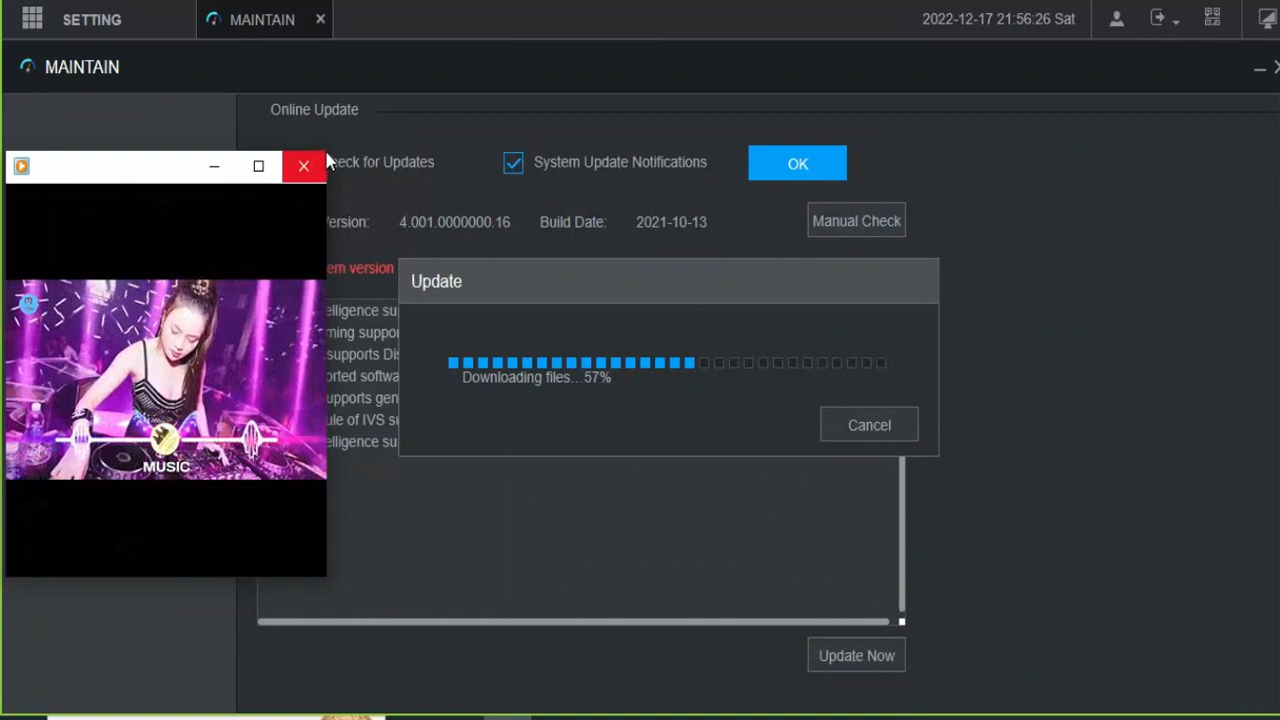 SETTING
MAINTAIN
2022-12-17 21:56:26 Sat
MAINTAIN
Online Update
eck for Updates
System Update Notifications
OK
ersion:
4.001.0000000.16
Build Date:
2021-10-13
Manual Check
em version
Update
elligence su
ming suppor
supports Dis
orted softwa
upports gen
ule of IVS su
elligence su
Downloading files...57%
Cancel
MUSIC
Update Now